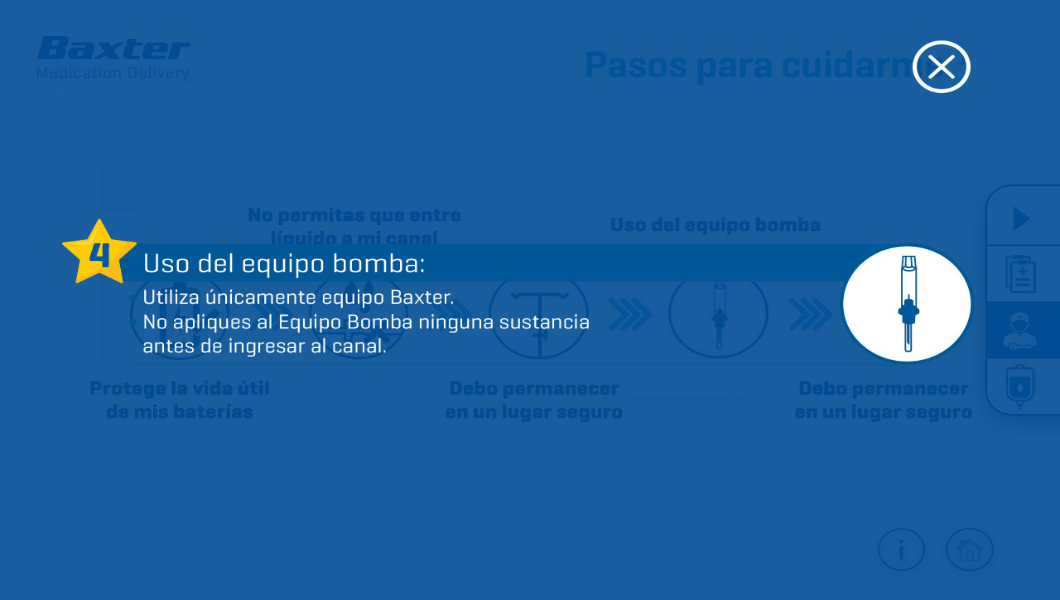 Baxter
Medication Delivery
Pasos para cuidarm
No permitas que entre
líquido a mi canal
Uso del equipo bomba
4
Uso del equipo bomba:
Utiliza únicamente equipo Baxter.
No apliques al Equipo Bomba ninguna sustancia
antes de ingresar al canal.
Protege la vida útil
de mis baterías
Debo permanecer
en un lugar seguro
Debo permanecer
en un lugar seguro